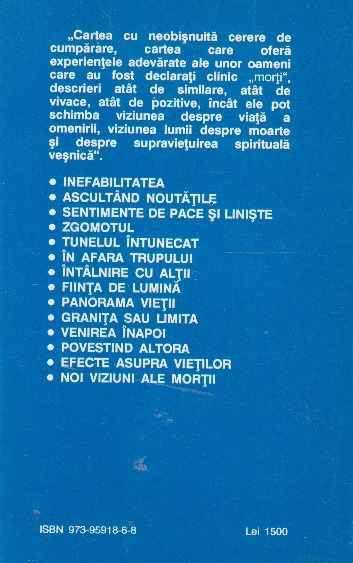 „Cartea cu neobişnuită cerere de
cumpărare, cartea care oferă
experienţele adevărate ale unor oameni
care au fost declaraţi clinic „morţi“,
descrieri atât de similare, atât de
vivace, atât de pozitive, încât ele pot
schimba viziunea despre viaţă a
omenirii, viziunea lumii despre moarte
şi despre supravieţuirea spirituală
veşnică“.
● INEFABILITATEA
● ASCULTÂND NOUTĂŢILE
● SENTIMENTE DE PACE ŞI LINIŞTE
● ZGOMOTUL
● TUNELUL ÎNTUNECAT
● ÎN AFARA TRUPULUI
● ÎNTÂLNIRE CU ALŢII
● FIINŢA DE LUMINĂ
● PANORAMA VIEŢII
● GRANIŢA SAU LIMITA
● VENIREA ÎNAPOI
● POVESTIND ALTORA
● EFECTE ASUPRA VIEŢILOR
● NOI VIZIUNI ALE MORŢII
ISBN 973-95918-6-8
Lei 1500